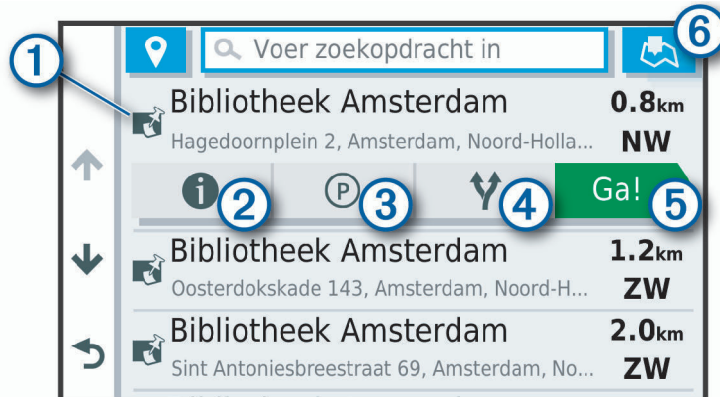 6
Voer zoekopdracht in
1
Bibliotheek Amsterdam 0.8km
Hagedoornplein 2, Amsterdam, Noord-Holla... NW
i 2 P 3 4 Ga! 5
Bibliotheek Amsterdam 1.2km
Oosterdokskade 143, Amsterdam, Noord-H... ZW
Bibliotheek Amsterdam 2.0km
Sint Antoniesbreestraat 69, Amsterdam, No... ZW